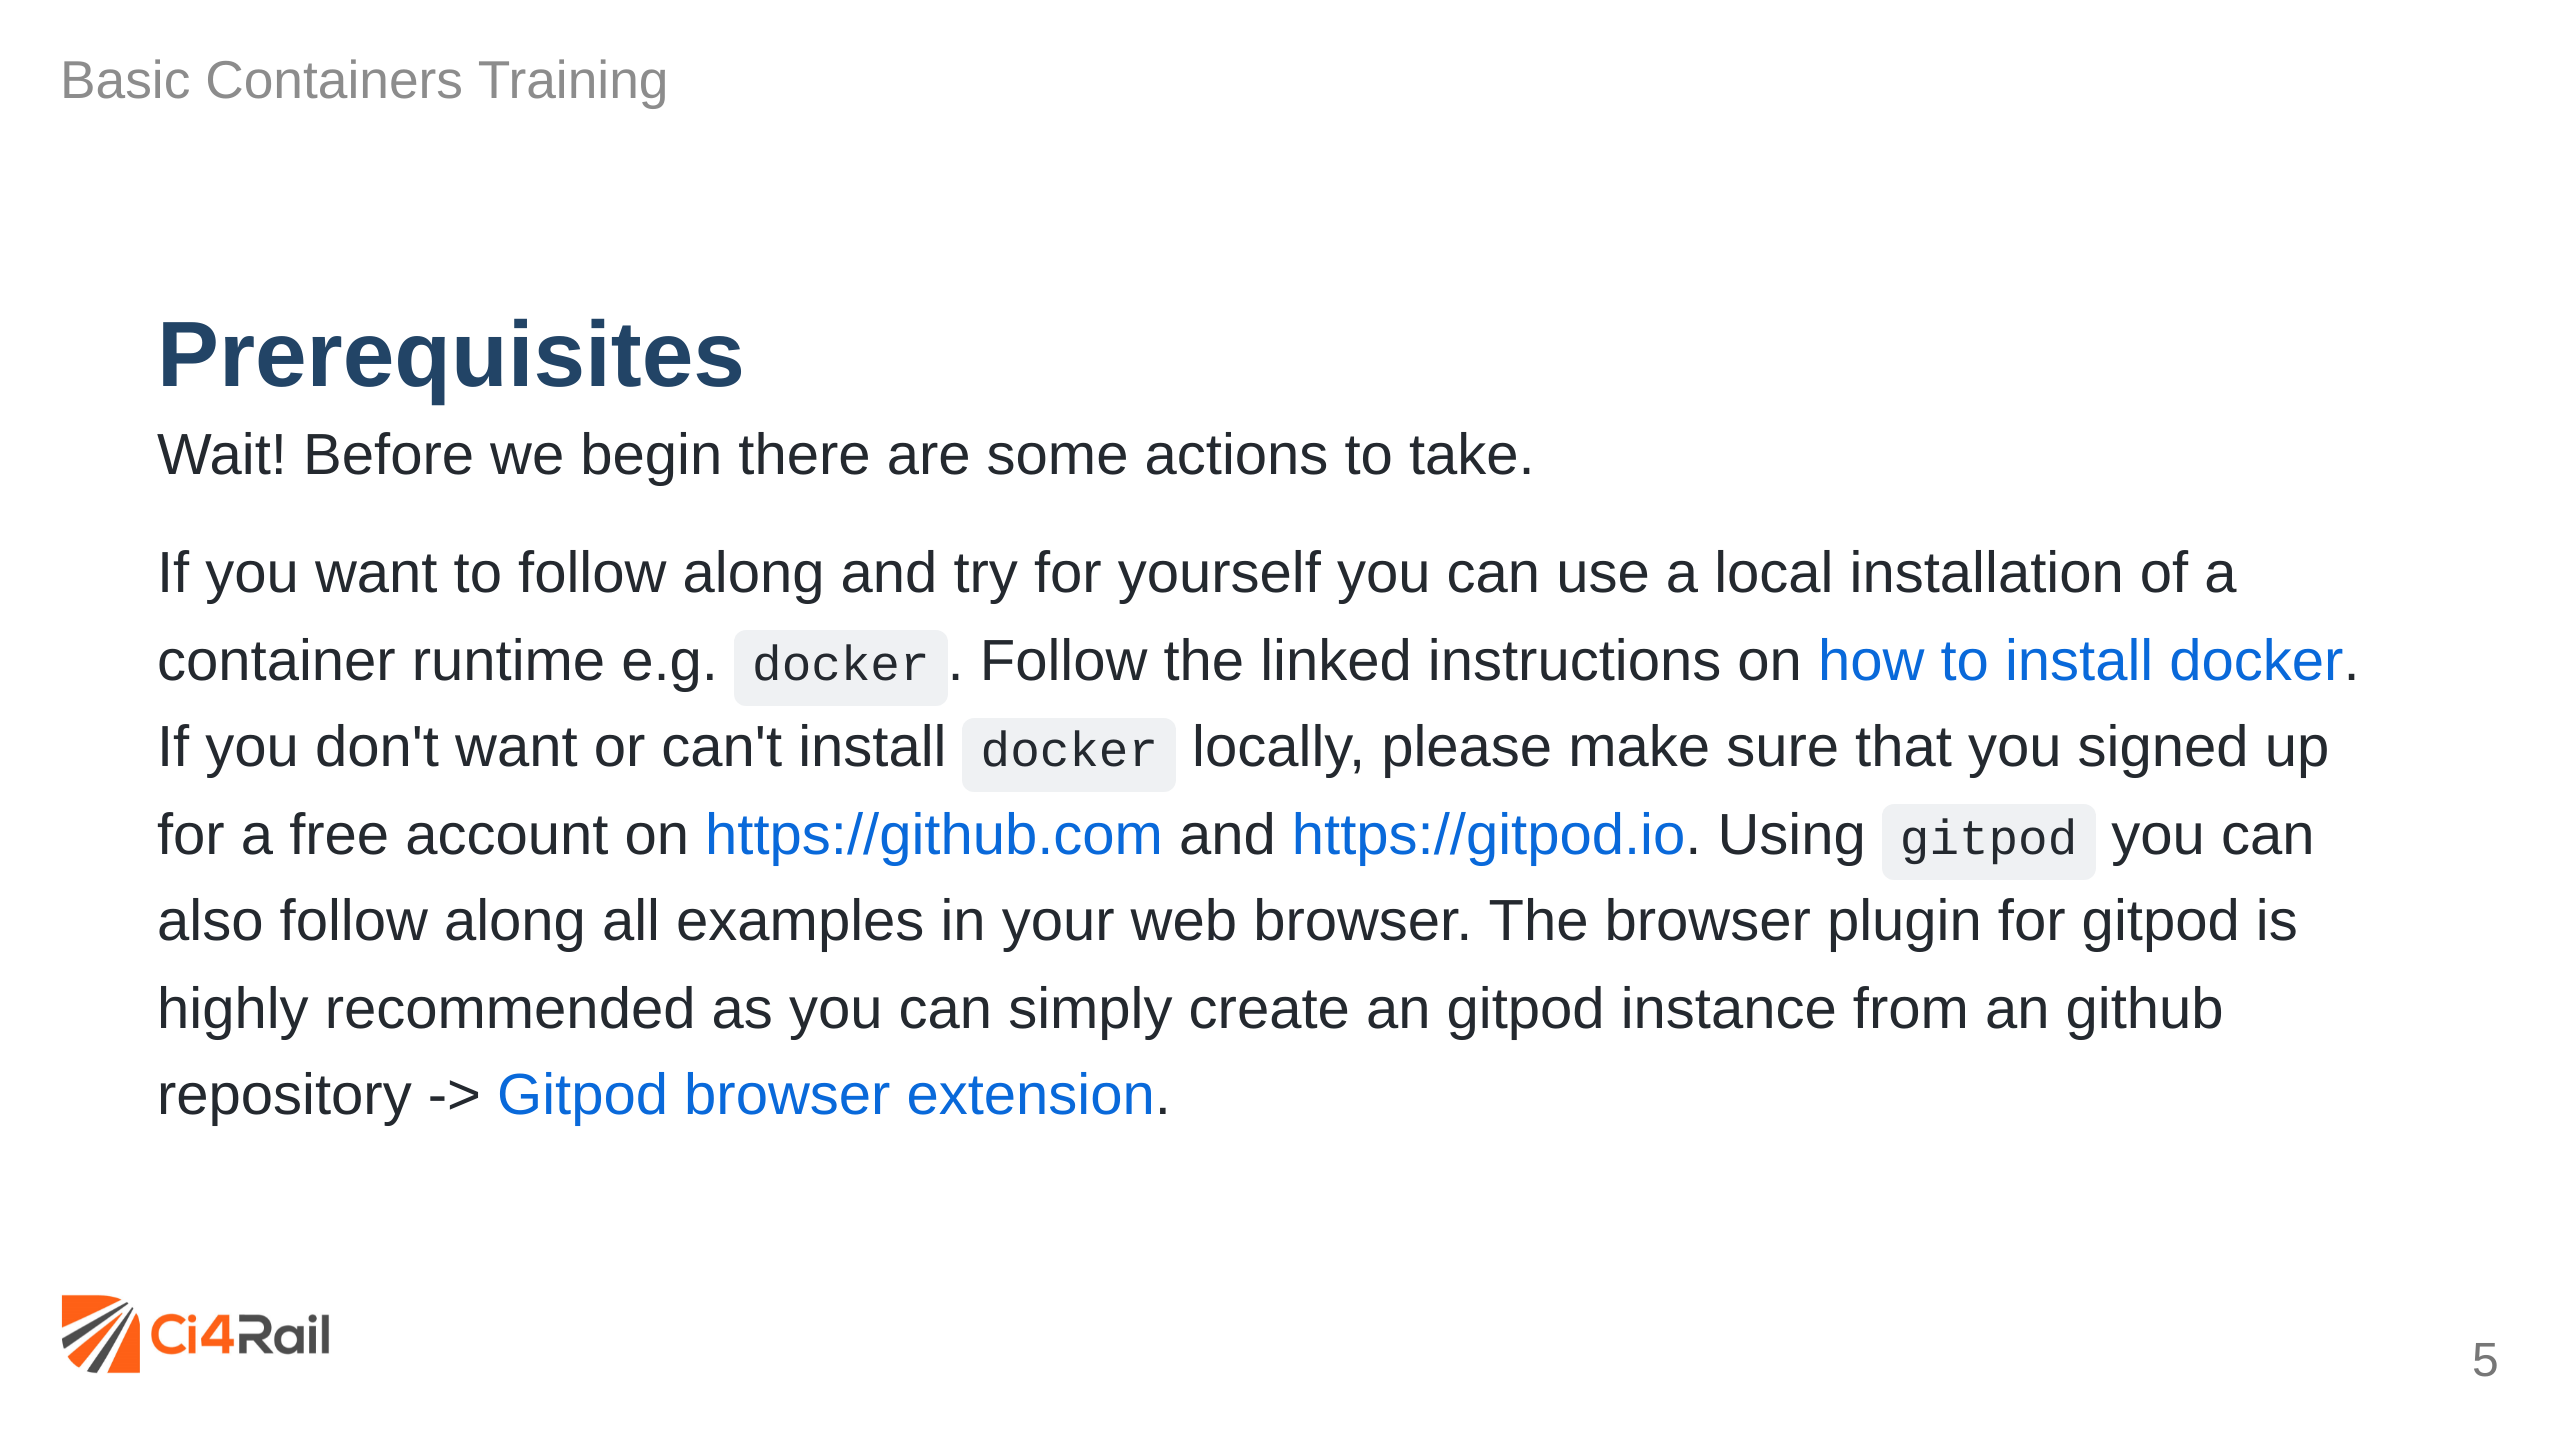 Basic Containers Training
Prerequisites
Wait! Before we begin there are some actions to take.
If you want to follow along and try for yourself you can use a local installation of a
container runtime e.g. docker. Follow the linked instructions on how to install docker.
If you don't want or can't install docker locally, please make sure that you signed up
for a free account on https://github.com and https://gitpod.io. Using gitpod you can
also follow along all examples in your web browser. The browser plugin for gitpod is
highly recommended as you can simply create an gitpod instance from an github
repository -> Gitpod browser extension.
Ci4Rail
5